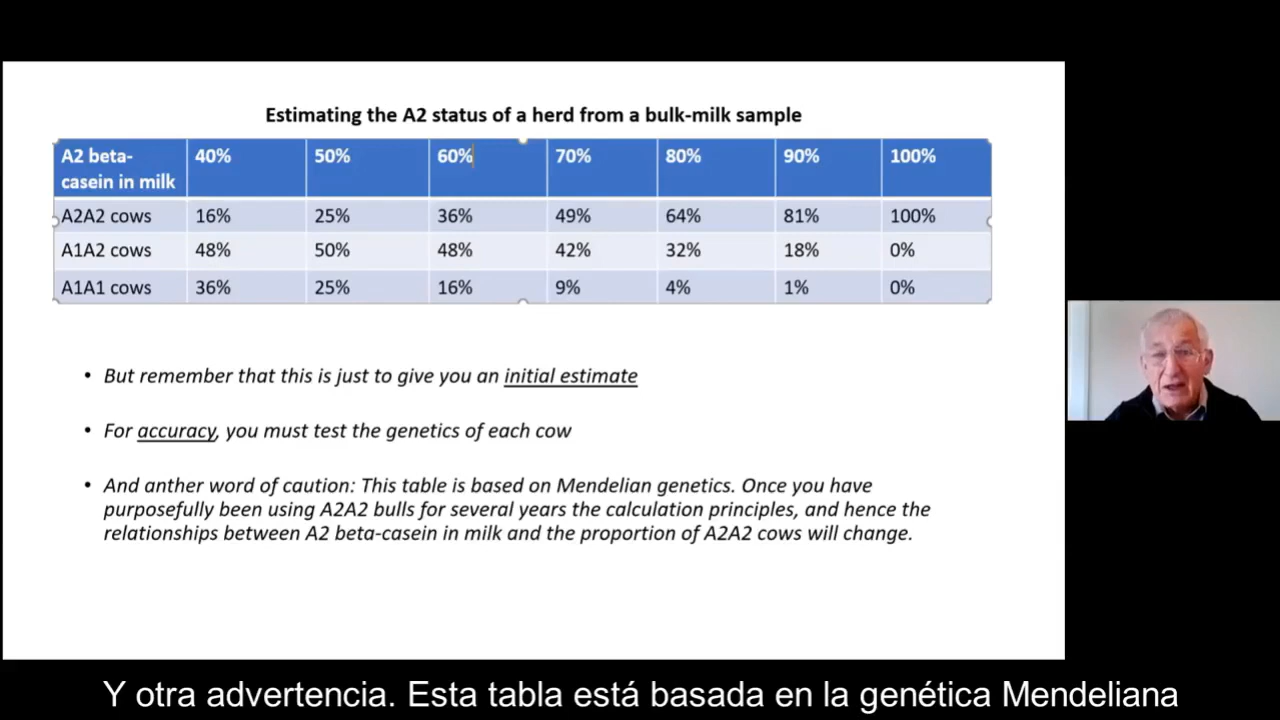 Estimating the A2 status of a herd from a bulk-milk sample
A2 beta-casein in milk 40% 50% 60% 70% 80% 90% 100%
A2A2 cows 16% 25% 36% 49% 64% 81% 100%
A1A2 cows 48% 50% 48% 42% 32% 18% 0%
A1A1 cows 36% 25% 16% 9% 4% 1% 0%
• But remember that this is just to give you an initial estimate
• For accuracy, you must test the genetics of each cow
• And anther word of caution: This table is based on Mendelian genetics. Once you have
purposefully been using A2A2 bulls for several years the calculation principles, and hence the
relationships between A2 beta-casein in milk and the proportion of A2A2 cows will change.
Y otra advertencia. Esta tabla está basada en la genética Mendeliana